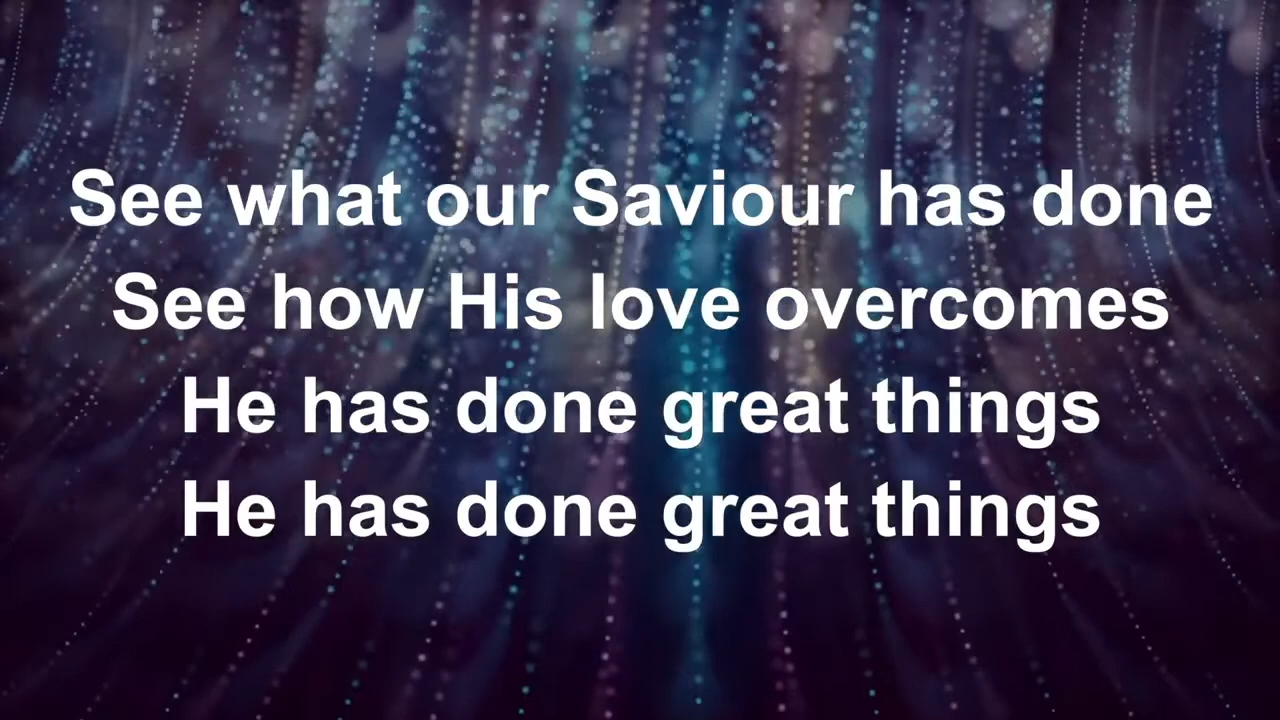 See what our Saviour has done
See how His love overcomes
He has done great things
He has done great things